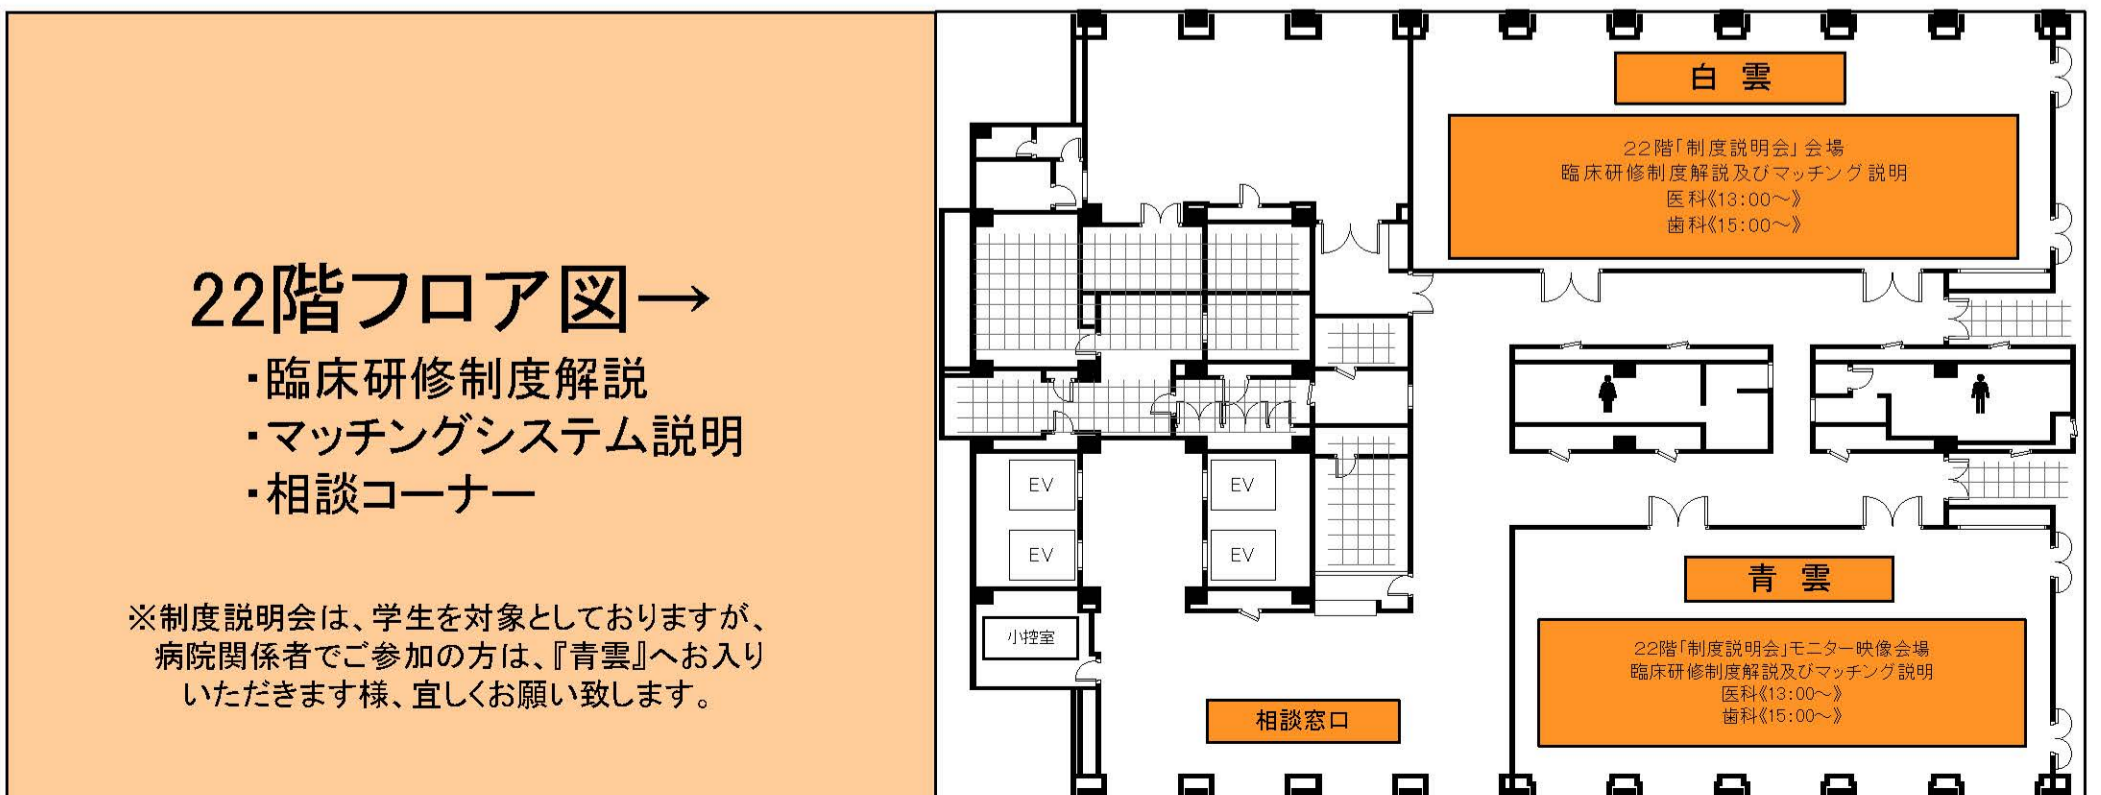 22階フロア図→
・臨床研修制度解説
・マッチングシステム説明
・相談コーナー
※制度説明会は、学生を対象としておりますが、
病院関係者でご参加の方は、『青雲』へお入り
いただきます様、宜しくお願い致します。
白雲
22階「制度説明会」会場
臨床研修制度解説及びマッチング説明
医科《13:00～》
歯科《15:00～》
EV
EV
EV
EV
小控室
相談窓口
青雲
22階「制度説明会」モニター映像会場
臨床研修制度解説及びマッチング説明
医科《13:00～》
歯科《15:00～》